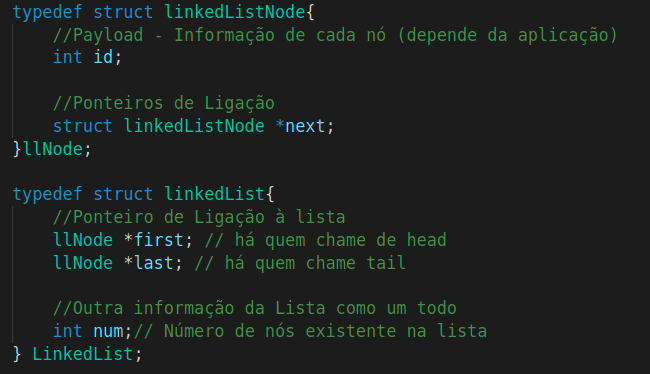 typedef struct linkedListNode{
//Payload - Informação de cada nó (depende da aplicação)
int id;
//Ponteiros de Ligação
struct linkedListNode *next;
}llNode;
typedef struct linkedList{
//Ponteiro de Ligação à lista
llNode *first; // há quem chame de head
llNode *last; // há quem chame tail
//Outra informação da Lista como um todo
int num;// Número de nós existente na lista
} LinkedList;